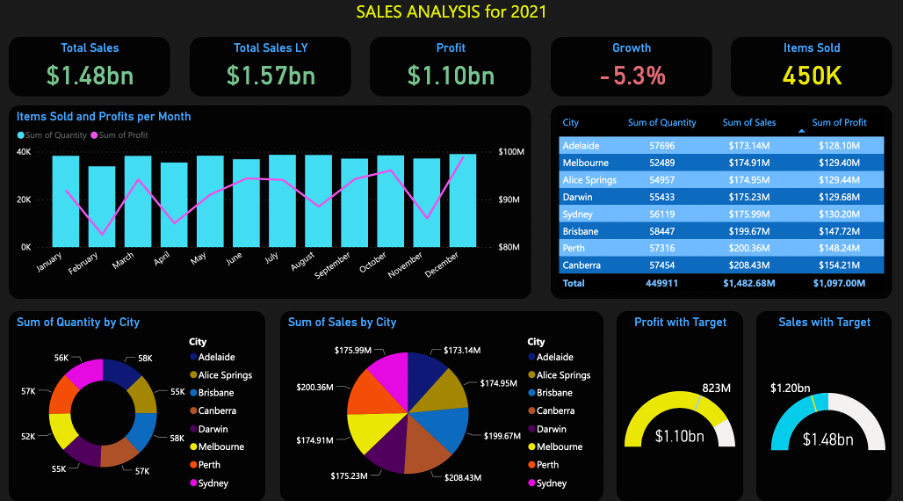 SALES ANALYSIS for 2021
Total Sales
$1.48bn
Total Sales LY
$1.57bn
Profit
$1.10bn
Growth
-5.3%
Items Sold
450K
Items Sold and Profits per Month
Sum of Quantity Sum of Profit
40K
20K
0K
$100M
$90M
$80M
January
February
March
April
May
June
July
August
September
October
November
December
City Sum of Quantity Sum of Sales Sum of Profit
Adelaide 57696 $173.14M $128.10M
Melbourne 52489 $174.91M $129.40M
Alice Springs 54957 $174.95M $129.44M
Darwin 55433 $175.23M $129.68M
Sydney 56119 $175.99M $130.20M
Brisbane 58447 $199.67M $147.72M
Perth 57316 $200.36M $148.24M
Canberra 57454 $208.43M $154.21M
Total 449911 $1,482.68M $1,097.00M
Sum of Quantity by City
56K
58K
57K
55K
52K
58K
55K
57K
City
Adelaide
Alice Springs
Brisbane
Canberra
Darwin
Melbourne
Perth
Sydney
Sum of Sales by City
$175.99M
$173.14M
$200.36M
$174.95M
$174.91M
$199.67M
$175.23M
$208.43M
City
Adelaide
Alice Springs
Brisbane
Canberra
Darwin
Melbourne
Perth
Sydney
Profit with Target
823M
$1.10bn
Sales with Target
$1.20bn
$1.48bn